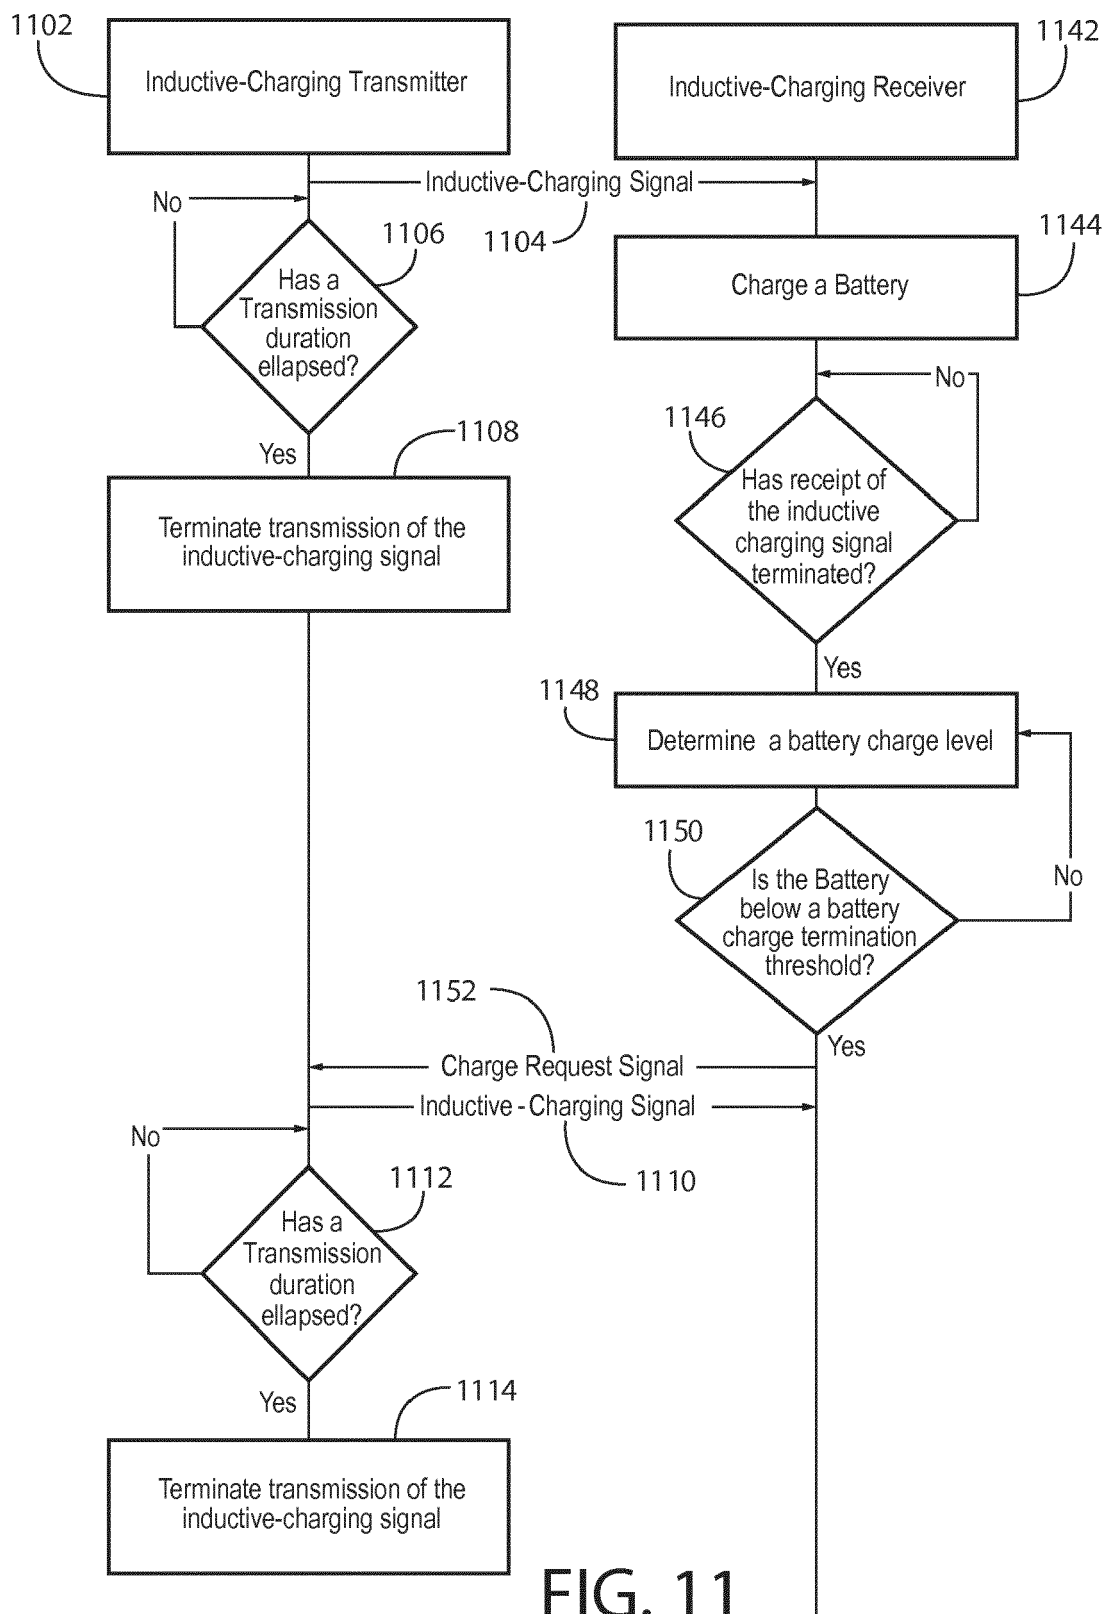 1102
Inductive-Charging Transmitter
1142
Inductive-Charging Receiver
Inductive-Charging Signal
1104
No
1106
Has a
Transmission
duration
ellapsed?
Yes
1108
Terminate transmission of the
inductive-charging signal
1144
Charge a Battery
No
1146
Has receipt of
the inductive
charging signal
terminated?
Yes
1148
Determine a battery charge level
1150
Is the Battery
below a battery
charge termination
threshold?
No
Yes
1152
Charge Request Signal
Inductive - Charging Signal
1110
No
1112
Has a
Transmission
duration
ellapsed?
Yes
1114
Terminate transmission of the
inductive-charging signal
FIG. 11